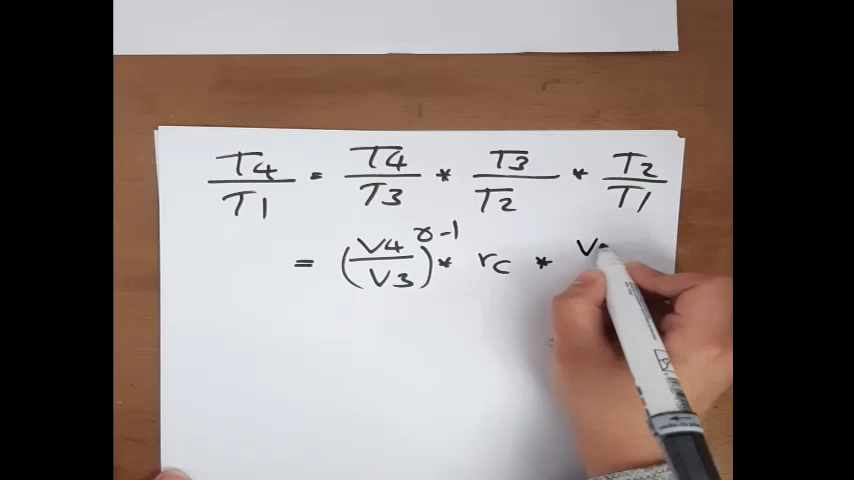 T4/T1 = T4/T3 * T3/T2 * T2/T1
= (V4/V3)^γ-1 * rc * V